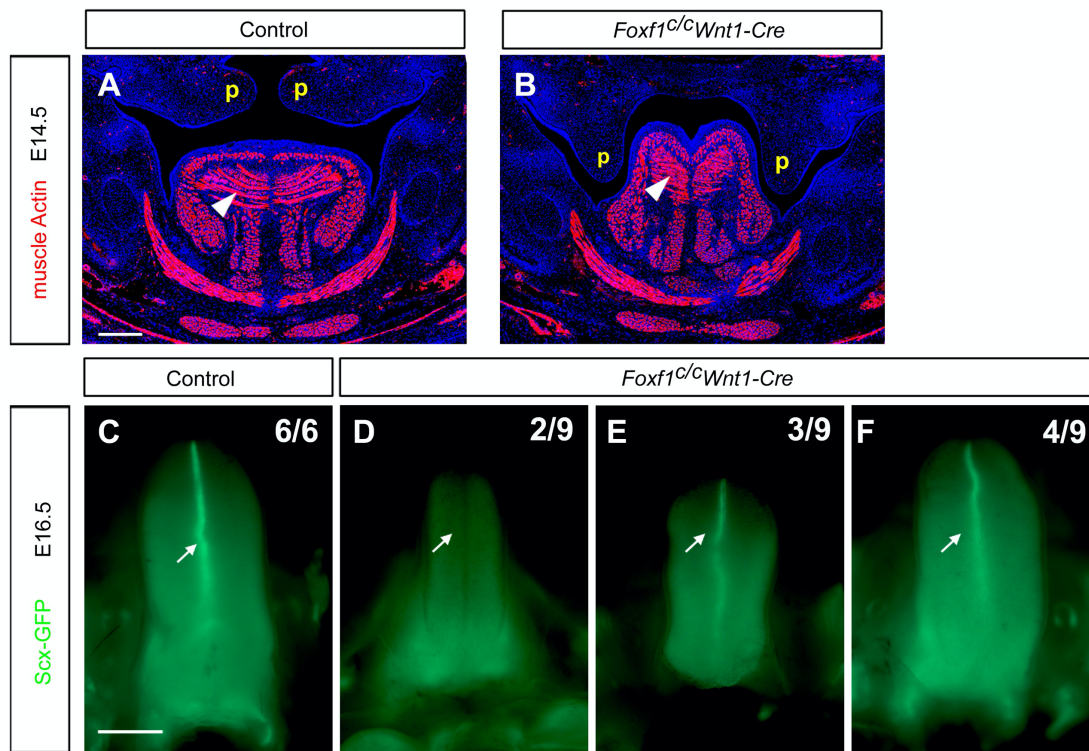 Control
Foxf1c/cWnt1-Cre
muscle Actin E14.5
A
p p
B
p p
Control
Foxf1c/cWnt1-Cre
Scx-GFP E16.5
C 6/6
D 2/9
E 3/9
F 4/9